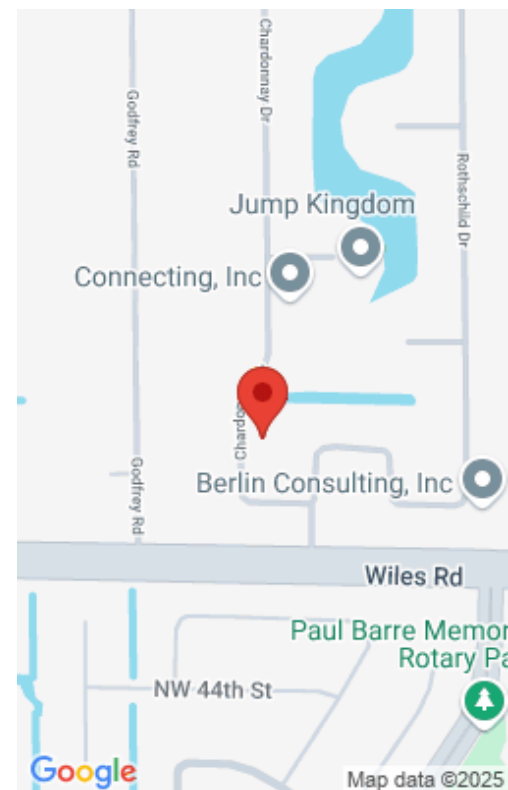 Chardonnay Dr
Godfrey Rd
Rothschild Dr
Jump Kingdom
Connecting, Inc
Godfrey Rd
Berlin Consulting, Inc
Wiles Rd
Paul Barre Memor
Rotary Pa
NW 44th St
Google
Map data ©2025